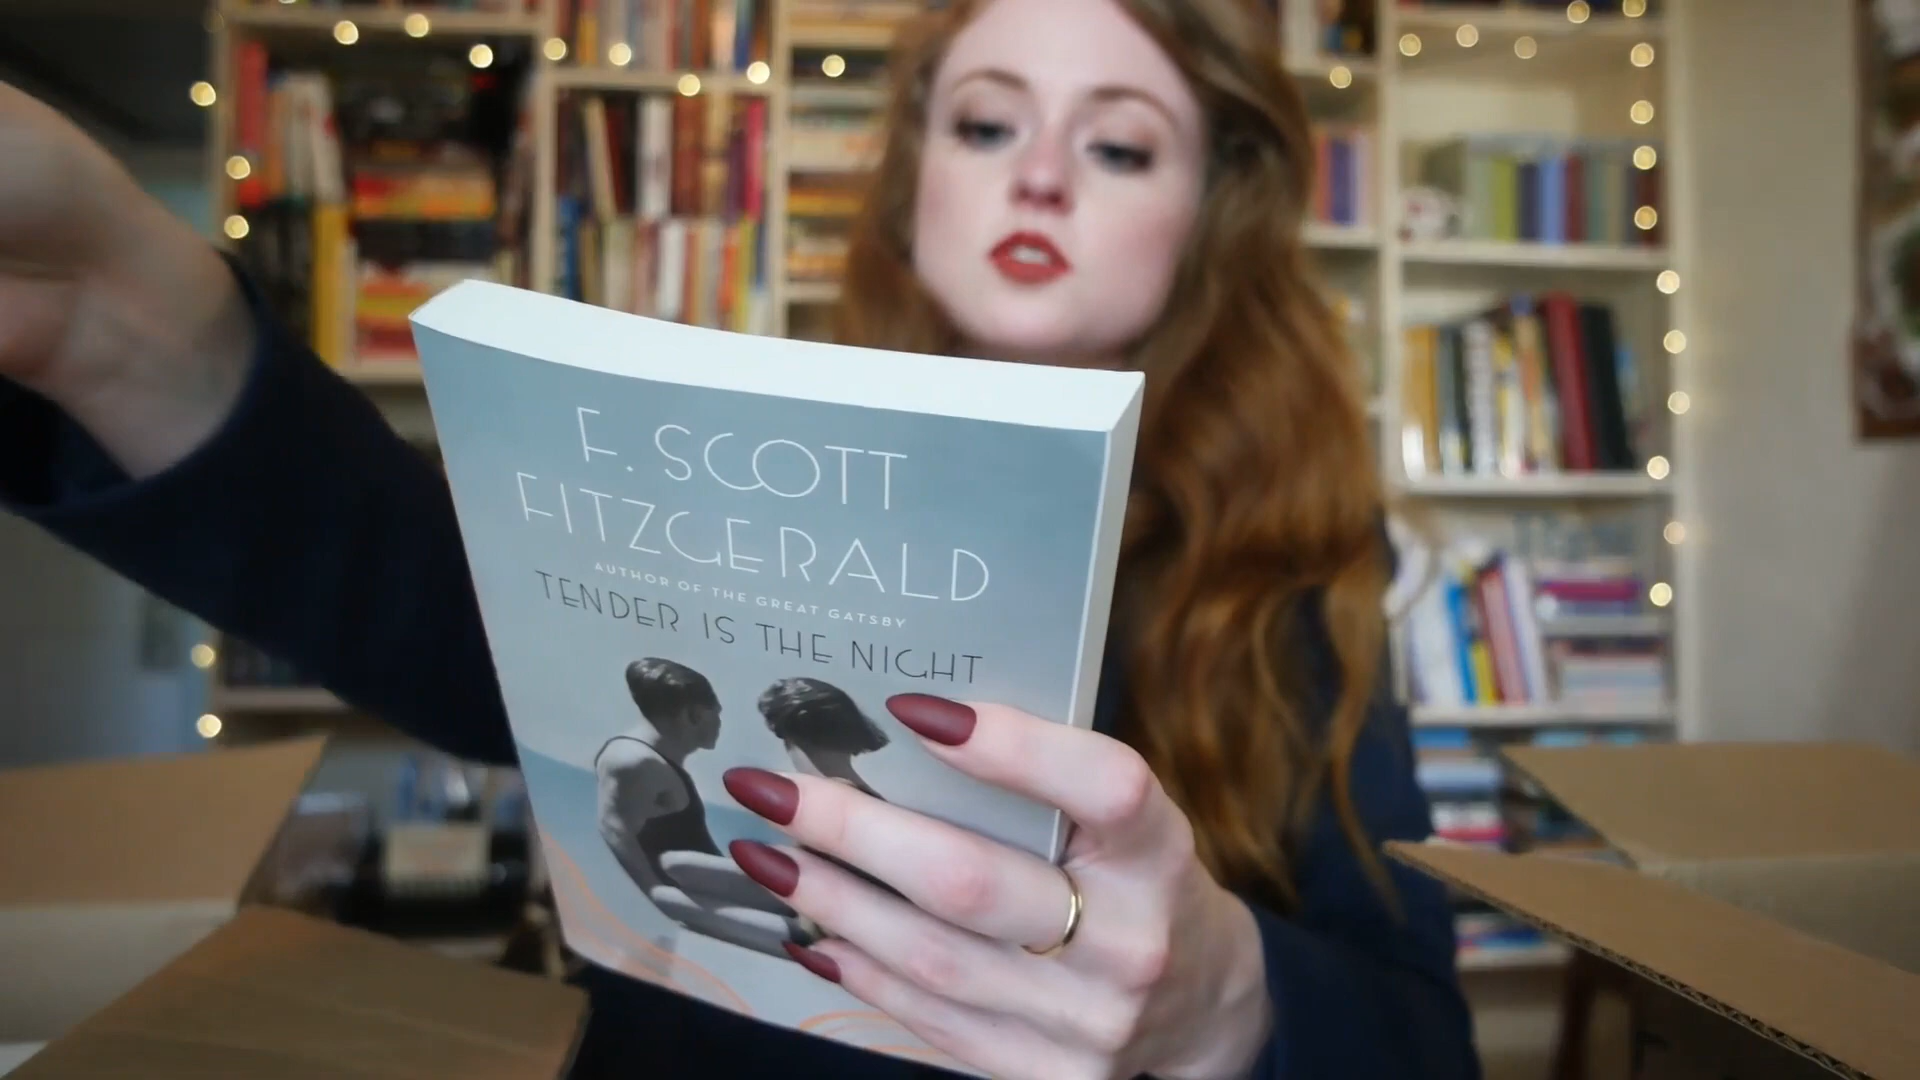 F. SCOTT
FITZGERALD
AUTHOR OF THE GREAT GATSBY
TENDER IS THE NIGHT